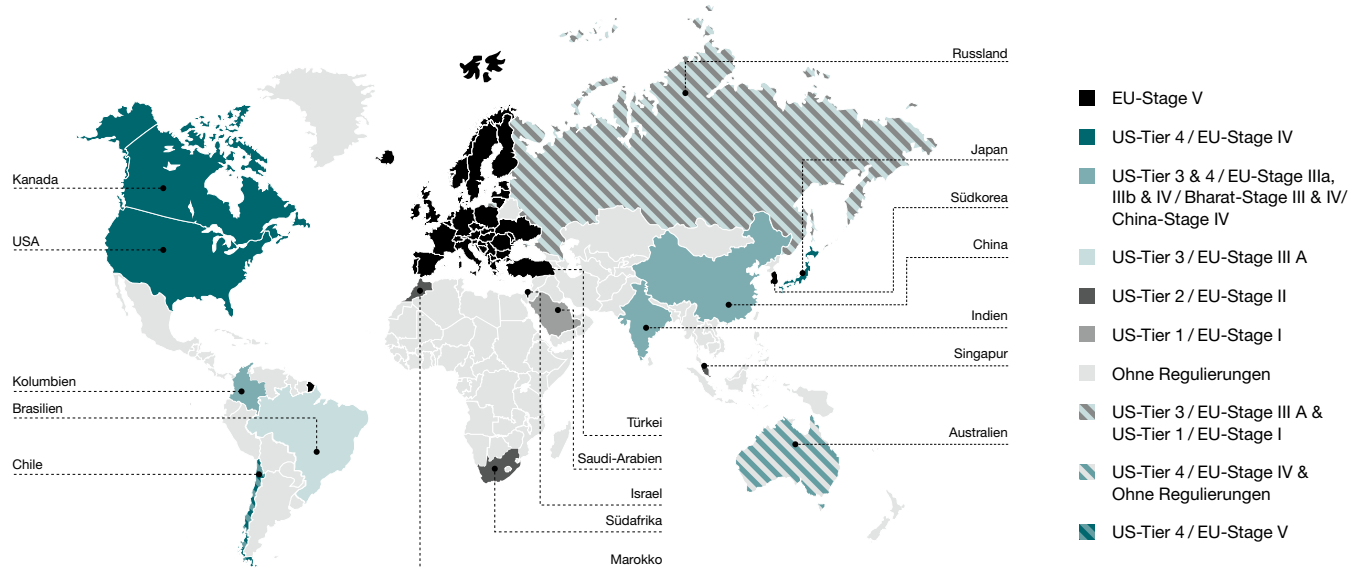 Kanada
USA
Kolumbien
Brasilien
Chile
Türkei
Saudi-Arabien
Israel
Südafrika
Marokko
Russland
Japan
Südkorea
China
Indien
Singapur
Australien
EU-Stage V
US-Tier 4 / EU-Stage IV
US-Tier 3 & 4 / EU-Stage IIIa,
IIIb & IV / Bharat-Stage III & IV/
China-Stage IV
US-Tier 3 / EU-Stage III A
US-Tier 2 / EU-Stage II
US-Tier 1 / EU-Stage I
Ohne Regulierungen
US-Tier 3 / EU-Stage III A &
US-Tier 1 / EU-Stage I
US-Tier 4 / EU-Stage IV &
Ohne Regulierungen
US-Tier 4 / EU-Stage V